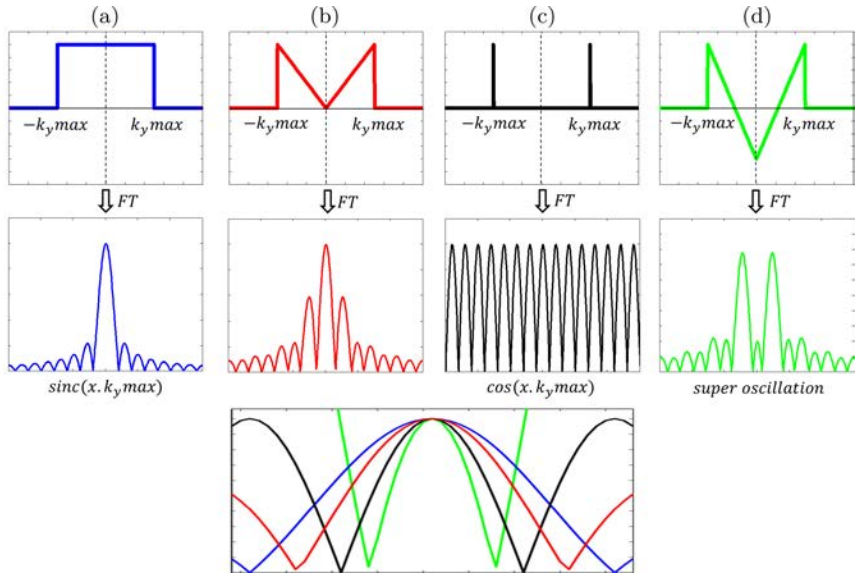 (a) (b) (c) (d)
−k_y max k_y max −k_y max k_y max −k_y max k_y max −k_y max k_y max
FT FT FT FT
sinc(x.k_y max) cos(x.k_y max) super oscillation